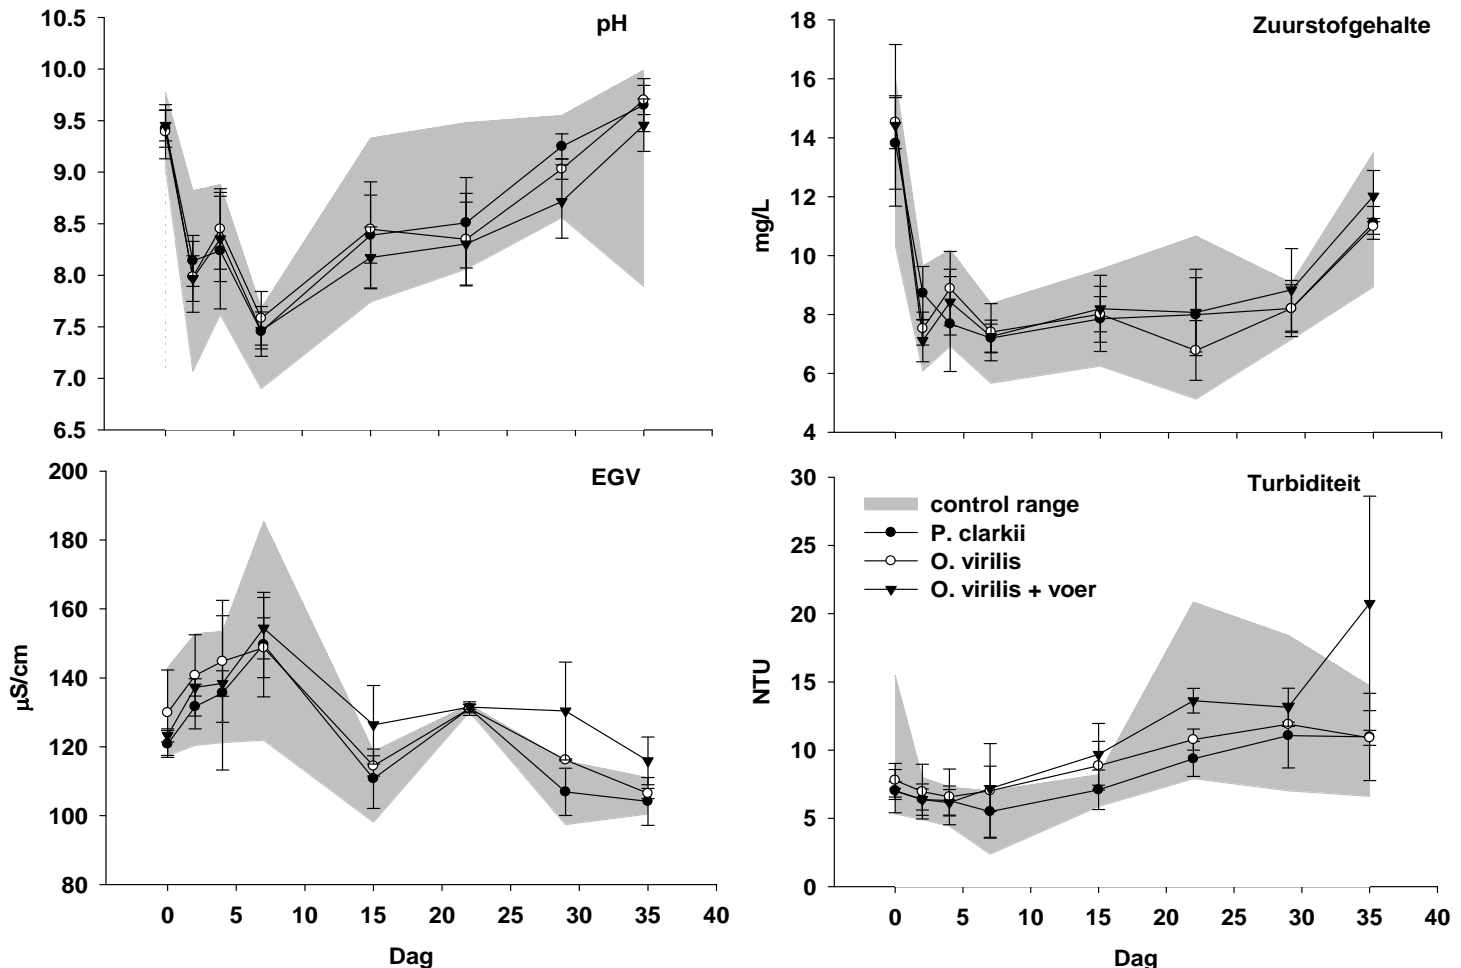 pH
10.5
10.0
9.5
9.0
8.5
8.0
7.5
7.0
6.5
Zuurstofgehalte
mg/L
18
16
14
12
10
8
6
4
EGV
µS/cm
200
180
160
140
120
100
80
0 5 10 15 20 25 30 35 40
Dag
Turbiditeit
NTU
30
25
20
15
10
5
0
control range
P. clarkii
O. virilis
O. virilis + voer
0 5 10 15 20 25 30 35 40
Dag